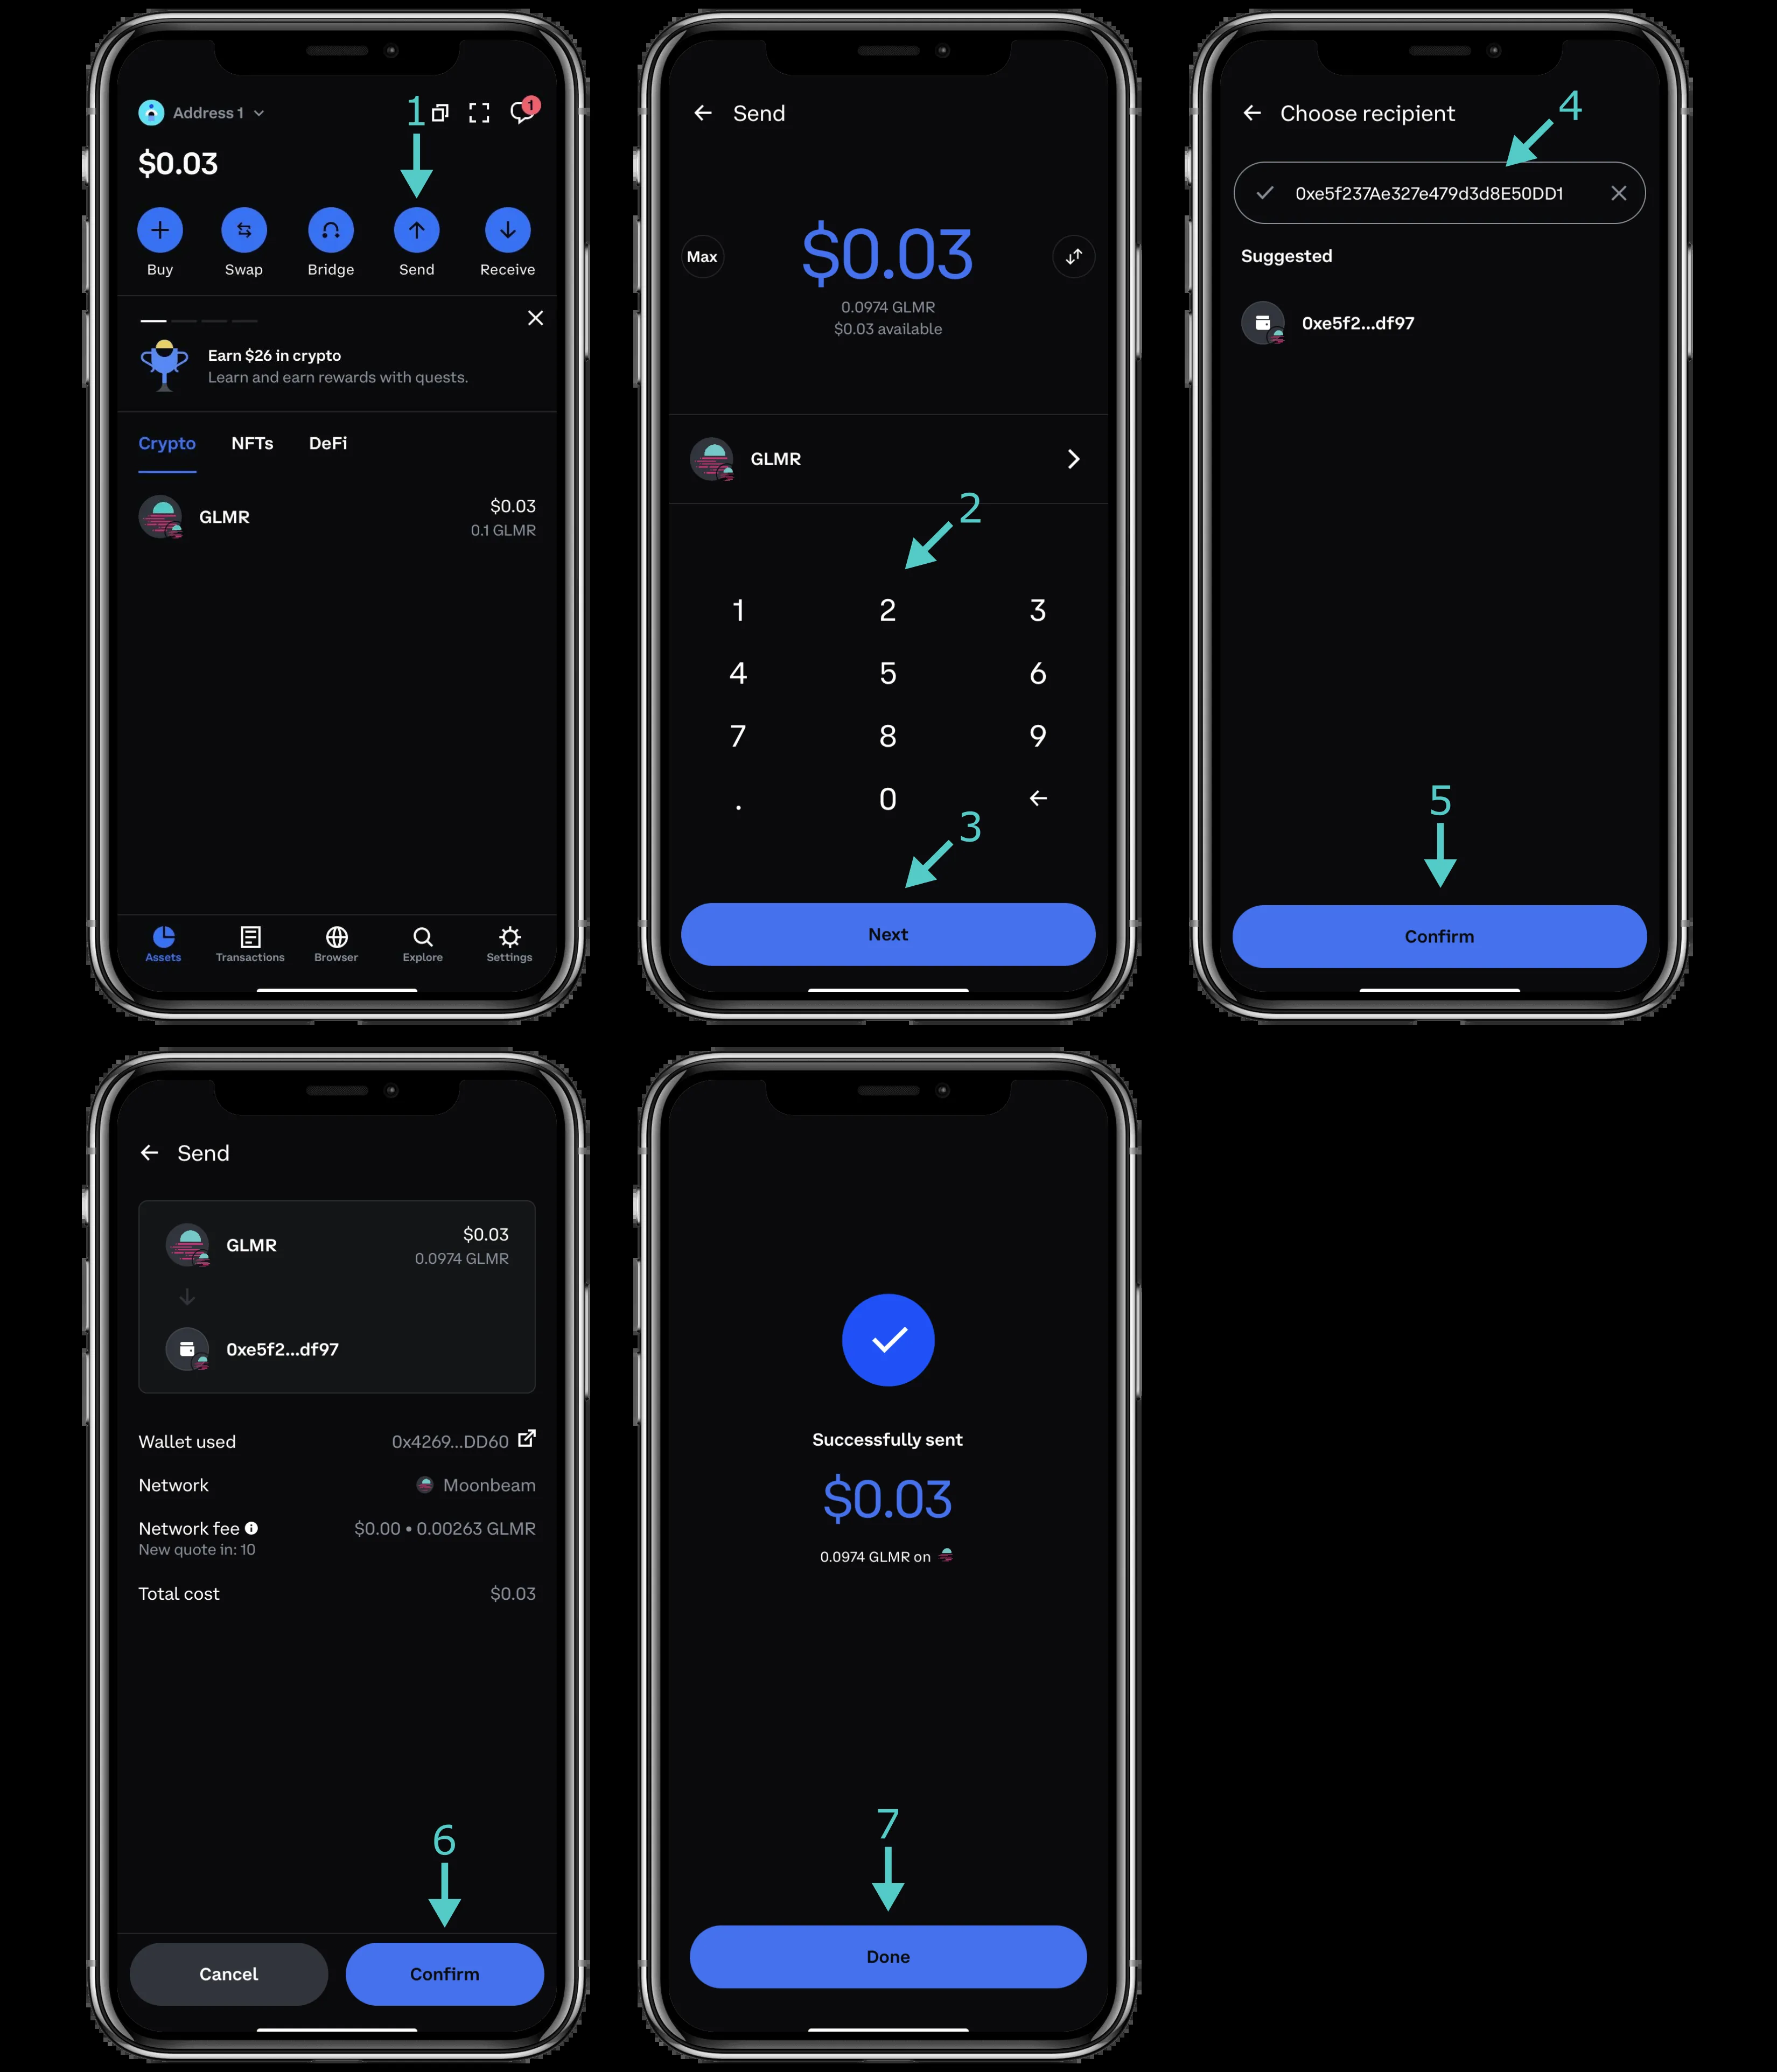 Address 1
1
1
$0.03
Buy Swap Bridge Send Receive
Earn $26 in crypto
Learn and earn rewards with quests.
Crypto NFTs DeFi
GLMR
$0.03
0.1 GLMR
Assets Transactions Browser Explore Settings
Send
Max
$0.03
0.0974 GLMR
$0.03 available
GLMR
2
1 2 3
4 5 6
7 8 9
. 0
3
Next
Choose recipient
4
0xe5f237Ae327e479d3d8E50DD1
Suggested
0xe5f2...df97
5
Confirm
Send
GLMR
$0.03
0.0974 GLMR
0xe5f2...df97
Wallet used 0x4269...DD60
Network Moonbeam
Network fee $0.00 • 0.00263 GLMR
New quote in: 10
Total cost $0.03
6
Cancel Confirm
Successfully sent
$0.03
0.0974 GLMR on
7
Done